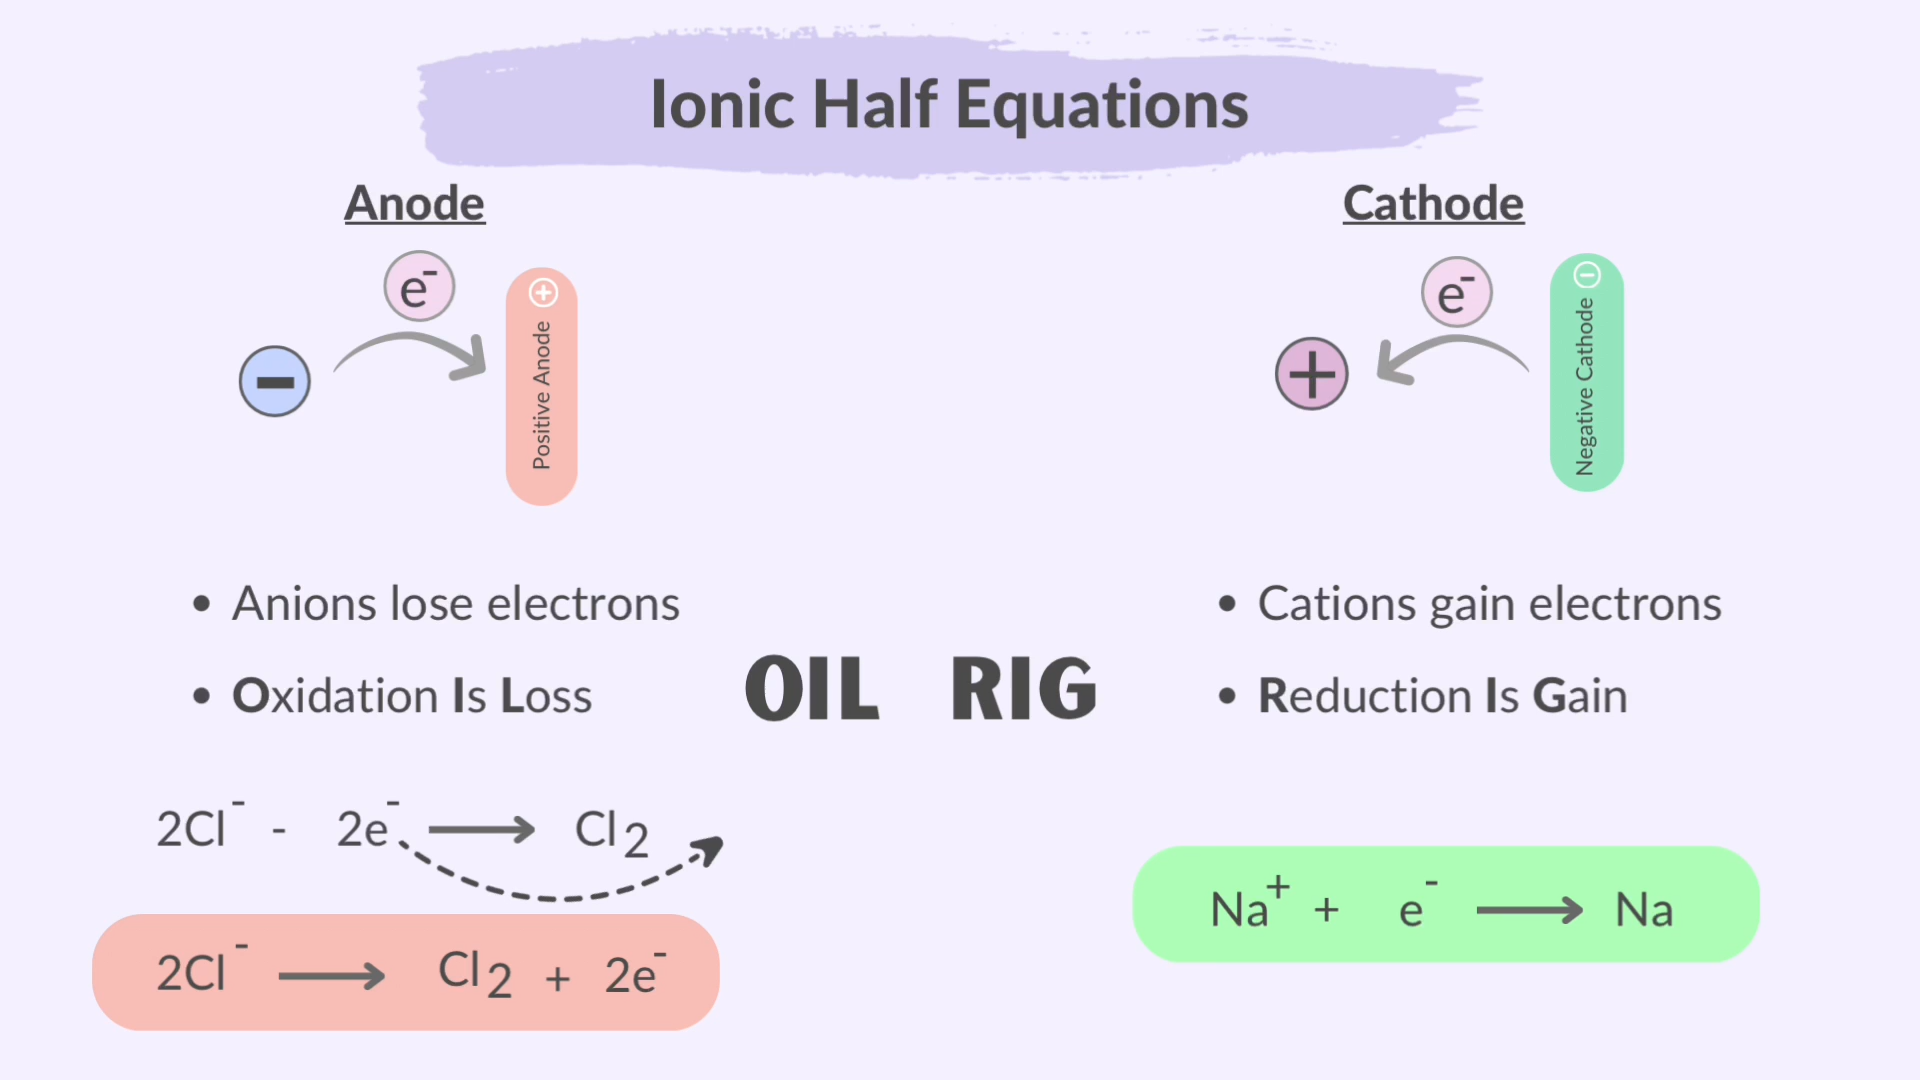 Ionic Half Equations
Anode
e⁻
−
⊕
Positive Anode
• Anions lose electrons
• Oxidation Is Loss
2Cl⁻ - 2e⁻ ⟶ Cl₂
2Cl⁻ ⟶ Cl₂ + 2e⁻
OIL RIG
Cathode
e⁻
+
⊖
Negative Cathode
• Cations gain electrons
• Reduction Is Gain
Na⁺ + e⁻ ⟶ Na